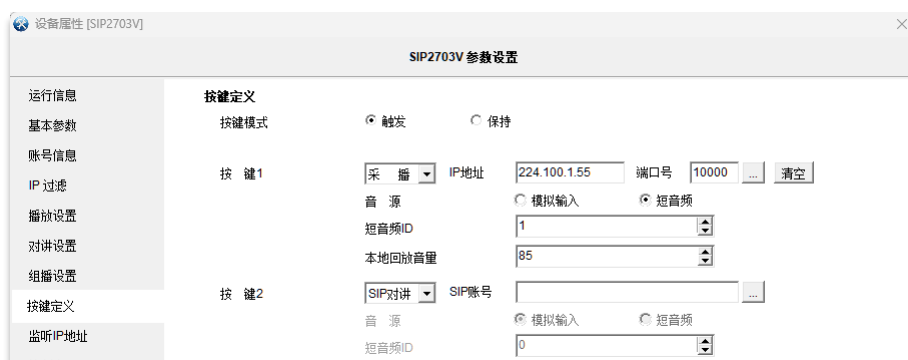 设备属性 [SIP2703V]
SIP2703V 参数设置
运行信息
基本参数
账号信息
IP 过滤
播放设置
对讲设置
组播设置
按键定义
监听IP地址
按键定义
按键模式 触发 保持
按 键1 采 播 IP地址 224.100.1.55 端口号 10000 ... 清空
音 源 模拟输入 短音频
短音频ID 1
本地回放音量 85
按 键2 SIP对讲 SIP账号 ...
音 源 模拟输入 短音频
短音频ID 0